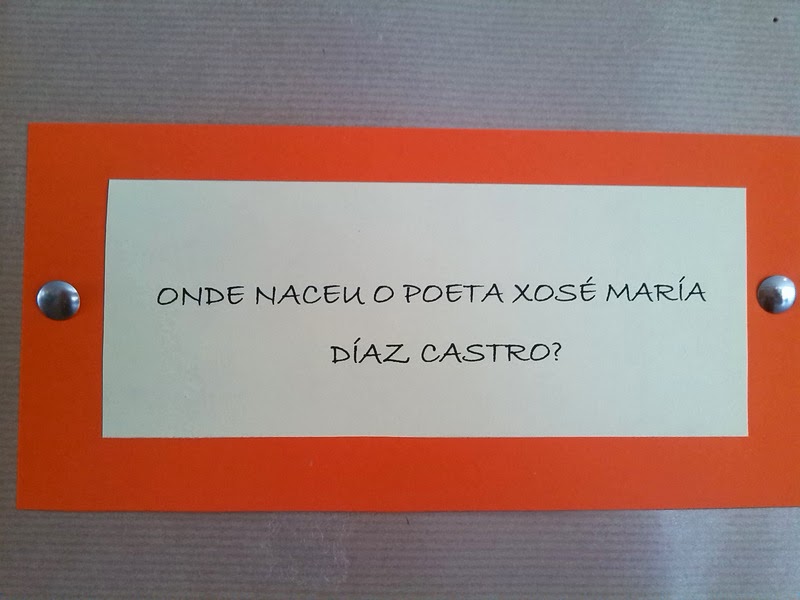 ONDE NACEU O POETA XOSÉ MARÍA
DÍAZ CASTRO?